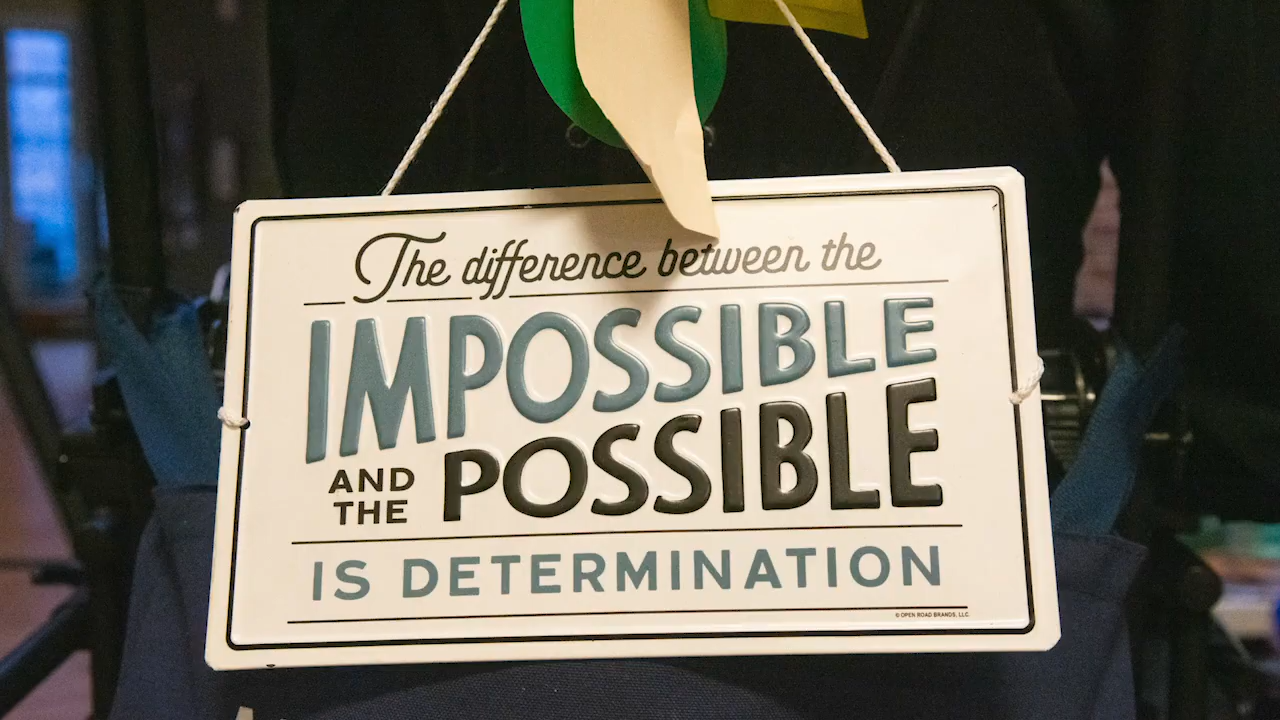 The difference between the
IMPOSSIBLE
AND THE POSSIBLE
IS DETERMINATION
© OPEN ROAD BRANDS, LLC